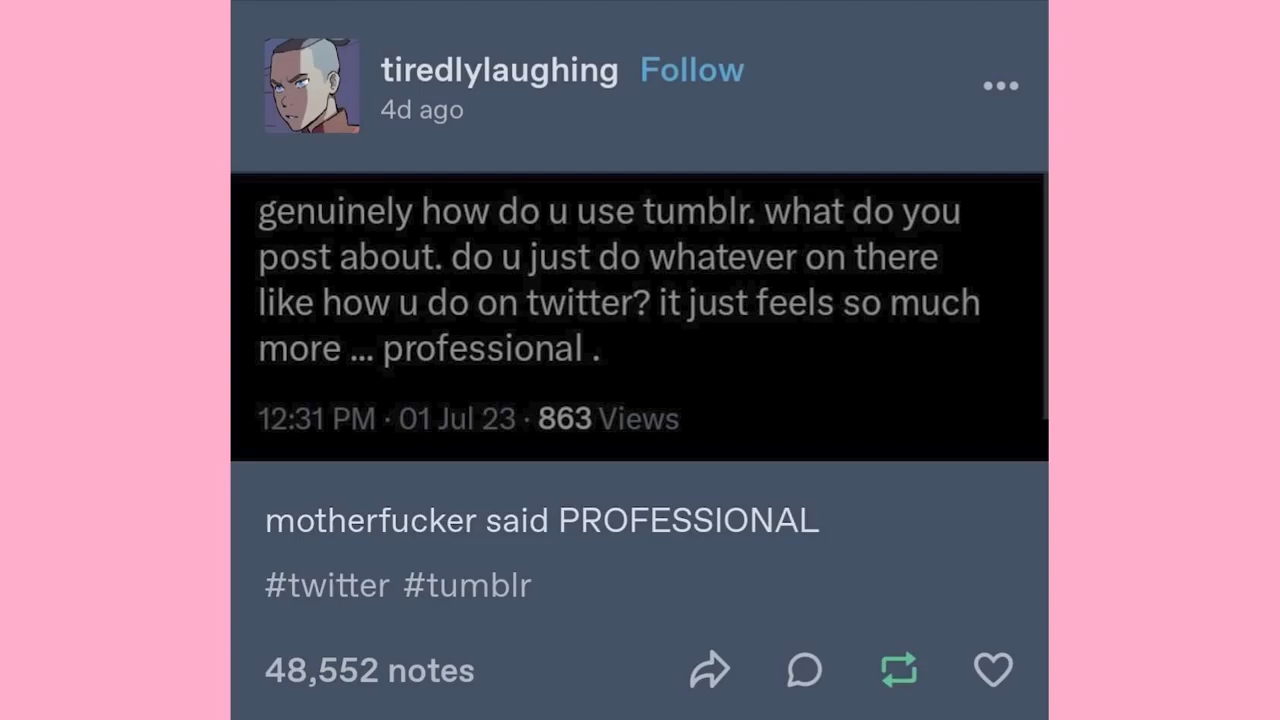 tiredlylaughing Follow
4d ago
genuinely how do u use tumblr. what do you
post about. do u just do whatever on there
like how u do on twitter? it just feels so much
more ... professional .
12:31 PM · 01 Jul 23 · 863 Views
motherfucker said PROFESSIONAL
#twitter #tumblr
48,552 notes